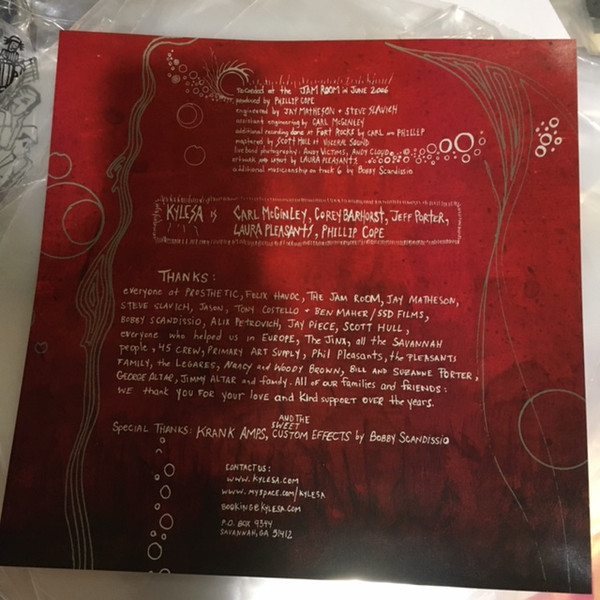 recorded at the JAM ROOM in JUNE 2006
produced by PHILLIP COPE
engineered by JAY MATHESON + STEVE SLAVICH
assistant engineering by CARL McGINLEY
additional recording done at FORT ROCKS by CARL and PHILLIP
mastered by SCOTT HULL at VISCERAL SOUND
live band photography: ANDY VICTIMS, ANDY CLOUD
artwork and layout by LAURA PLEASANTS
additional musicianship on track 6 by BOBBY SCANDISSIO
KYLESA is CARL McGINLEY, COREY BARHORST, JEFF PORTER,
LAURA PLEASANTS, PHILLIP COPE
THANKS:
everyone at PROSTHETIC, FELIX HAVOC, THE JAM ROOM, JAY MATHESON,
STEVE SLAVICH, JASON, TONY COSTELLO + BEN MAHER/SSD FILMS,
BOBBY SCANDISSIO, ALIX PETROVICH, JAY PIECE, SCOTT HULL,
everyone who helped us in EUROPE, THE JINX, all the SAVANNAH
people, 45 CREW, PRIMARY ART SUPPLY, Phil Pleasants, the PLEASANTS
FAMILY, the LEGARES, NANCY and WOODY BROWN, BILL AND SUZANNE PORTER,
GEORGE ALTAR, JIMMY ALTAR and family. All of our families and FRIENDS:
WE thank YOU FOR YOUR love and kind support over the years.
AND THE
SWEET
SPECIAL THANKS: KRANK AMPS, CUSTOM EFFECTS by BOBBY SCANDISSIO
CONTACT US:
WWW.KYLESA.COM
WWW.MYSPACE.COM/KYLESA
BOOKING@KYLESA.COM
P.O. BOX 9344
SAVANNAH, GA 31412